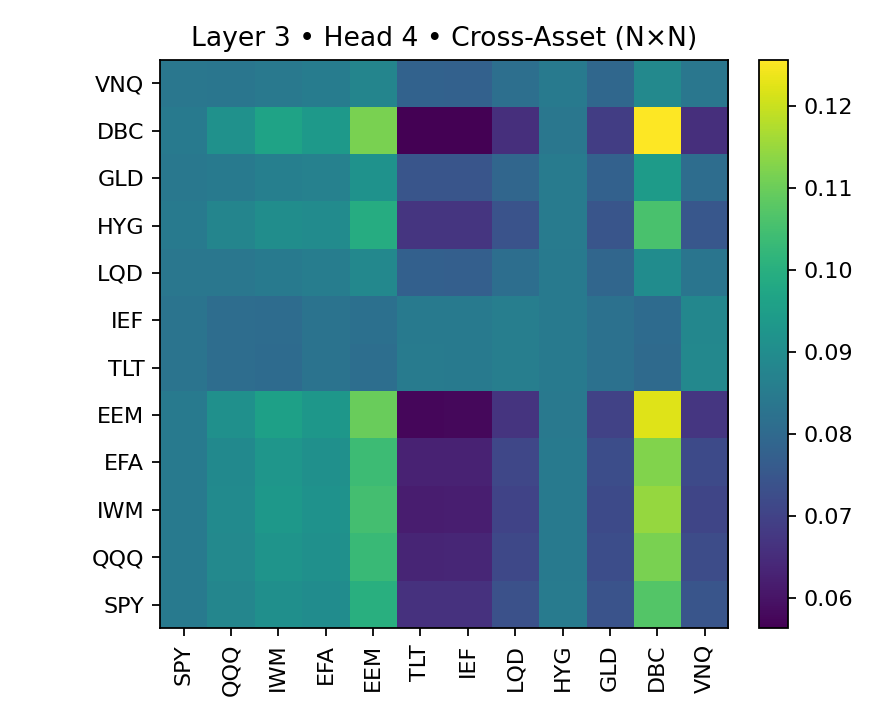 Layer 3 • Head 4 • Cross-Asset (N×N)
VNQ
DBC
GLD
HYG
LQD
IEF
TLT
EEM
EFA
IWM
QQQ
SPY
SPY
QQQ
IWM
EFA
EEM
TLT
IEF
LQD
HYG
GLD
DBC
VNQ
0.12
0.11
0.10
0.09
0.08
0.07
0.06